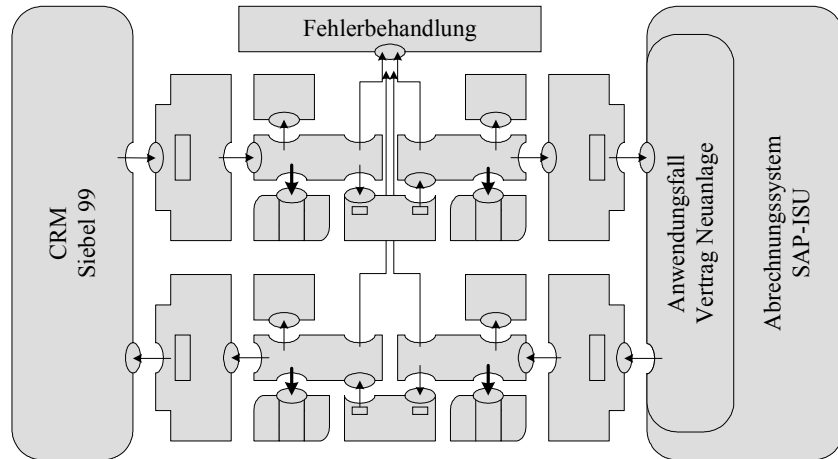 Fehlerbehandlung
CRM
Siebel 99
Anwendungsfall
Vertrag Neuanlage
Abrechnungssystem
SAP-ISU